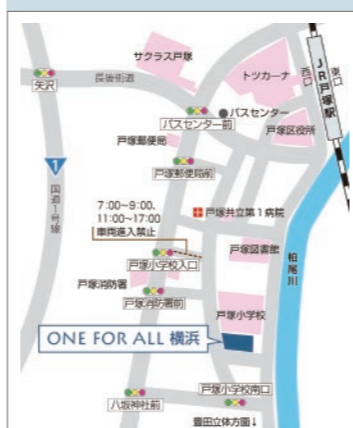 サクラス戸塚
トツカーナ
JR戸塚駅
東口
西口
矢沢
長後街道
バスセンター
バスセンター前
戸塚区役所
戸塚郵便局
戸塚郵便局前
1
国道1号線
7:00〜9:00、
11:00〜17:00
車両進入禁止
戸塚共立第1病院
戸塚図書館
柏尾川
戸塚小学校入口
戸塚消防署
戸塚消防署前
戸塚小学校
ONE FOR ALL 横浜
八坂神社前
戸塚小学校南口
豊田立体方面↓